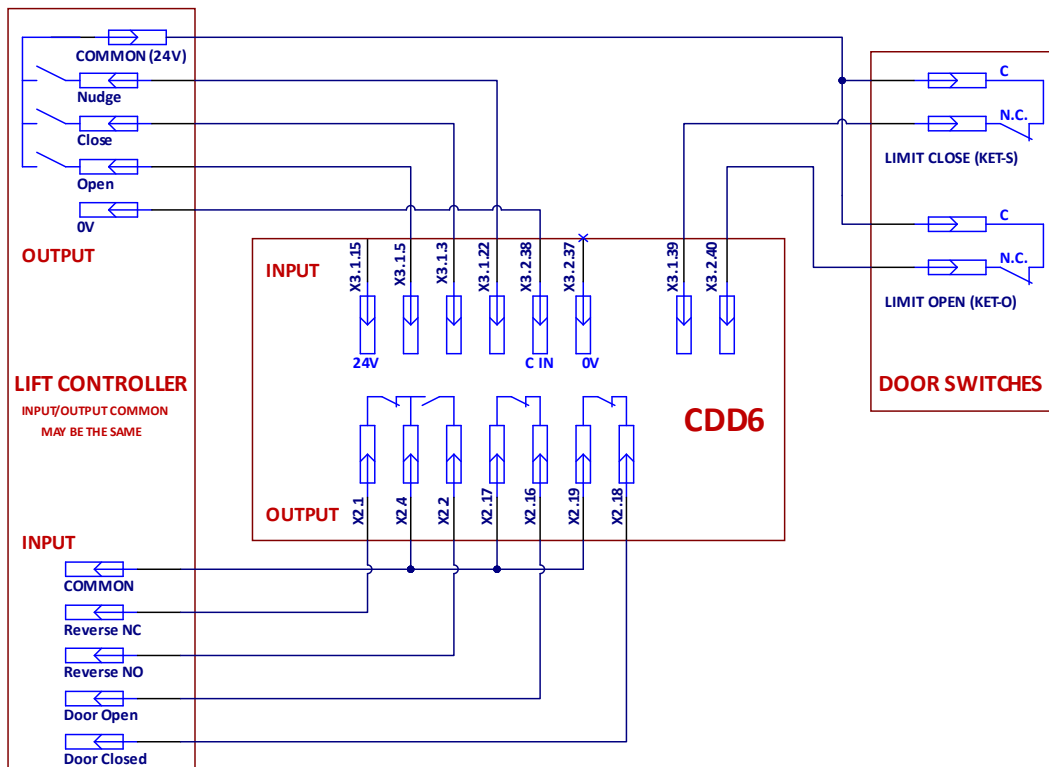 COMMON (24V)
Nudge
Close
Open
0V
OUTPUT
LIFT CONTROLLER
INPUT/OUTPUT COMMON
MAY BE THE SAME
INPUT
COMMON
Reverse NC
Reverse NO
Door Open
Door Closed
INPUT
X3.1.15
X3.1.5
X3.1.3
X3.1.22
X3.2.38
X3.2.37
X3.1.39
X3.2.40
24V
C IN
0V
CDD6
OUTPUT
X2.1
X2.4
X2.2
X2.17
X2.16
X2.19
X2.18
C
N.C.
LIMIT CLOSE (KET-S)
C
N.C.
LIMIT OPEN (KET-O)
DOOR SWITCHES